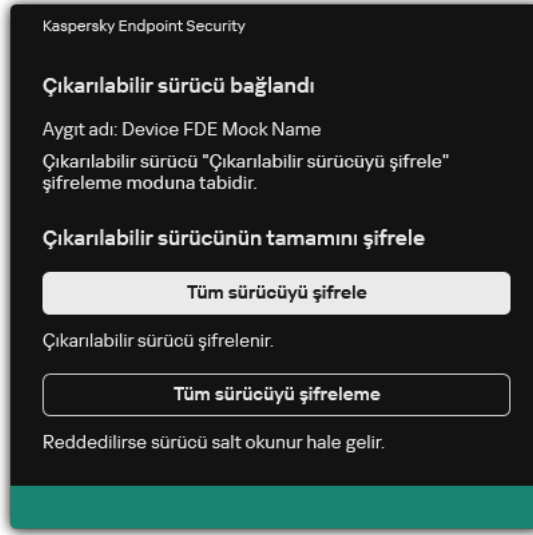 Kaspersky Endpoint Security
Çıkarılabilir sürücü bağlandı
Aygıt adı: Device FDE Mock Name
Çıkarılabilir sürücü "Çıkarılabilir sürücüyü şifrele"
şifreleme moduna tabidir.
Çıkarılabilir sürücünün tamamını şifrele
Tüm sürücüyü şifrele
Çıkarılabilir sürücü şifrelenir.
Tüm sürücüyü şifreleme
Reddedilirse sürücü salt okunur hale gelir.